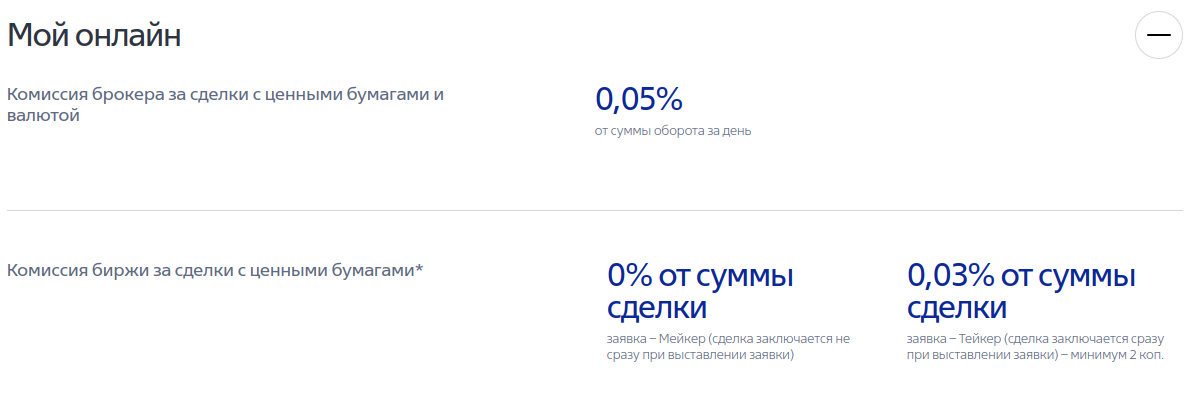 Мой онлайн
Комиссия брокера за сделки с ценными бумагами и
валютой
0,05%
от суммы оборота за день
Комиссия биржи за сделки с ценными бумагами*
0% от суммы
сделки
заявка – Мейкер (сделка заключается не
сразу при выставлении заявки)
0,03% от суммы
сделки
заявка – Тейкер (сделка заключается сразу
при выставлении заявки) – минимум 2 коп.